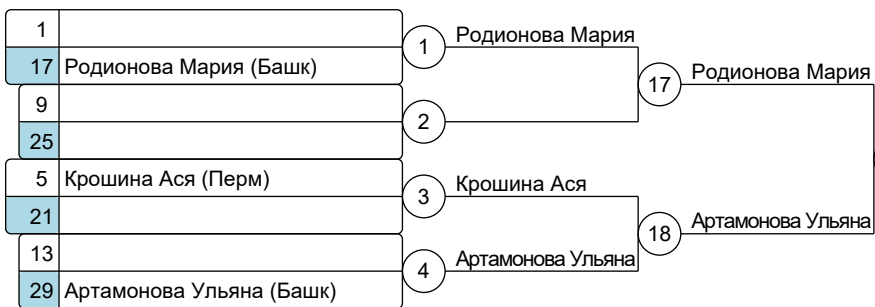 1
17 Родионова Мария (Башк)
1
Родионова Мария
9
25
2
17
Родионова Мария
5 Крошина Ася (Перм)
21
3
Крошина Ася
13
29 Артамонова Ульяна (Башк)
4
Артамонова Ульяна
18
Артамонова Ульяна